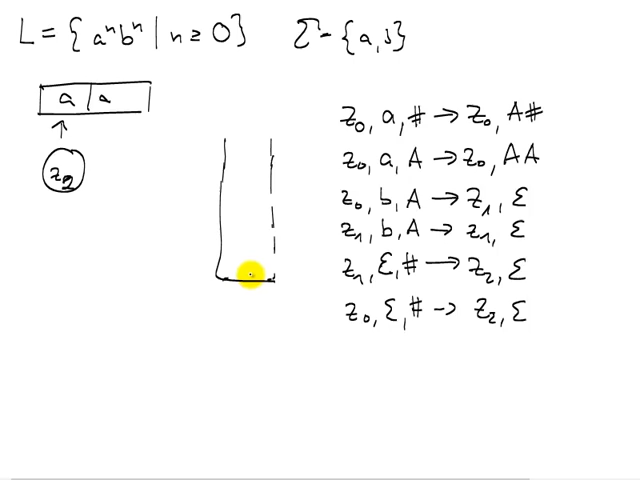 L = { aⁿbⁿ | n ≥ 0 } Σ = {a, b}
a a
z₂
z₀, a, # → z₀, A#
z₀, a, A → z₀, AA
z₀, b, A → z₁, ε
z₁, b, A → z₁, ε
z₁, ε, # → z₂, ε
z₀, ε, # → z₂, ε